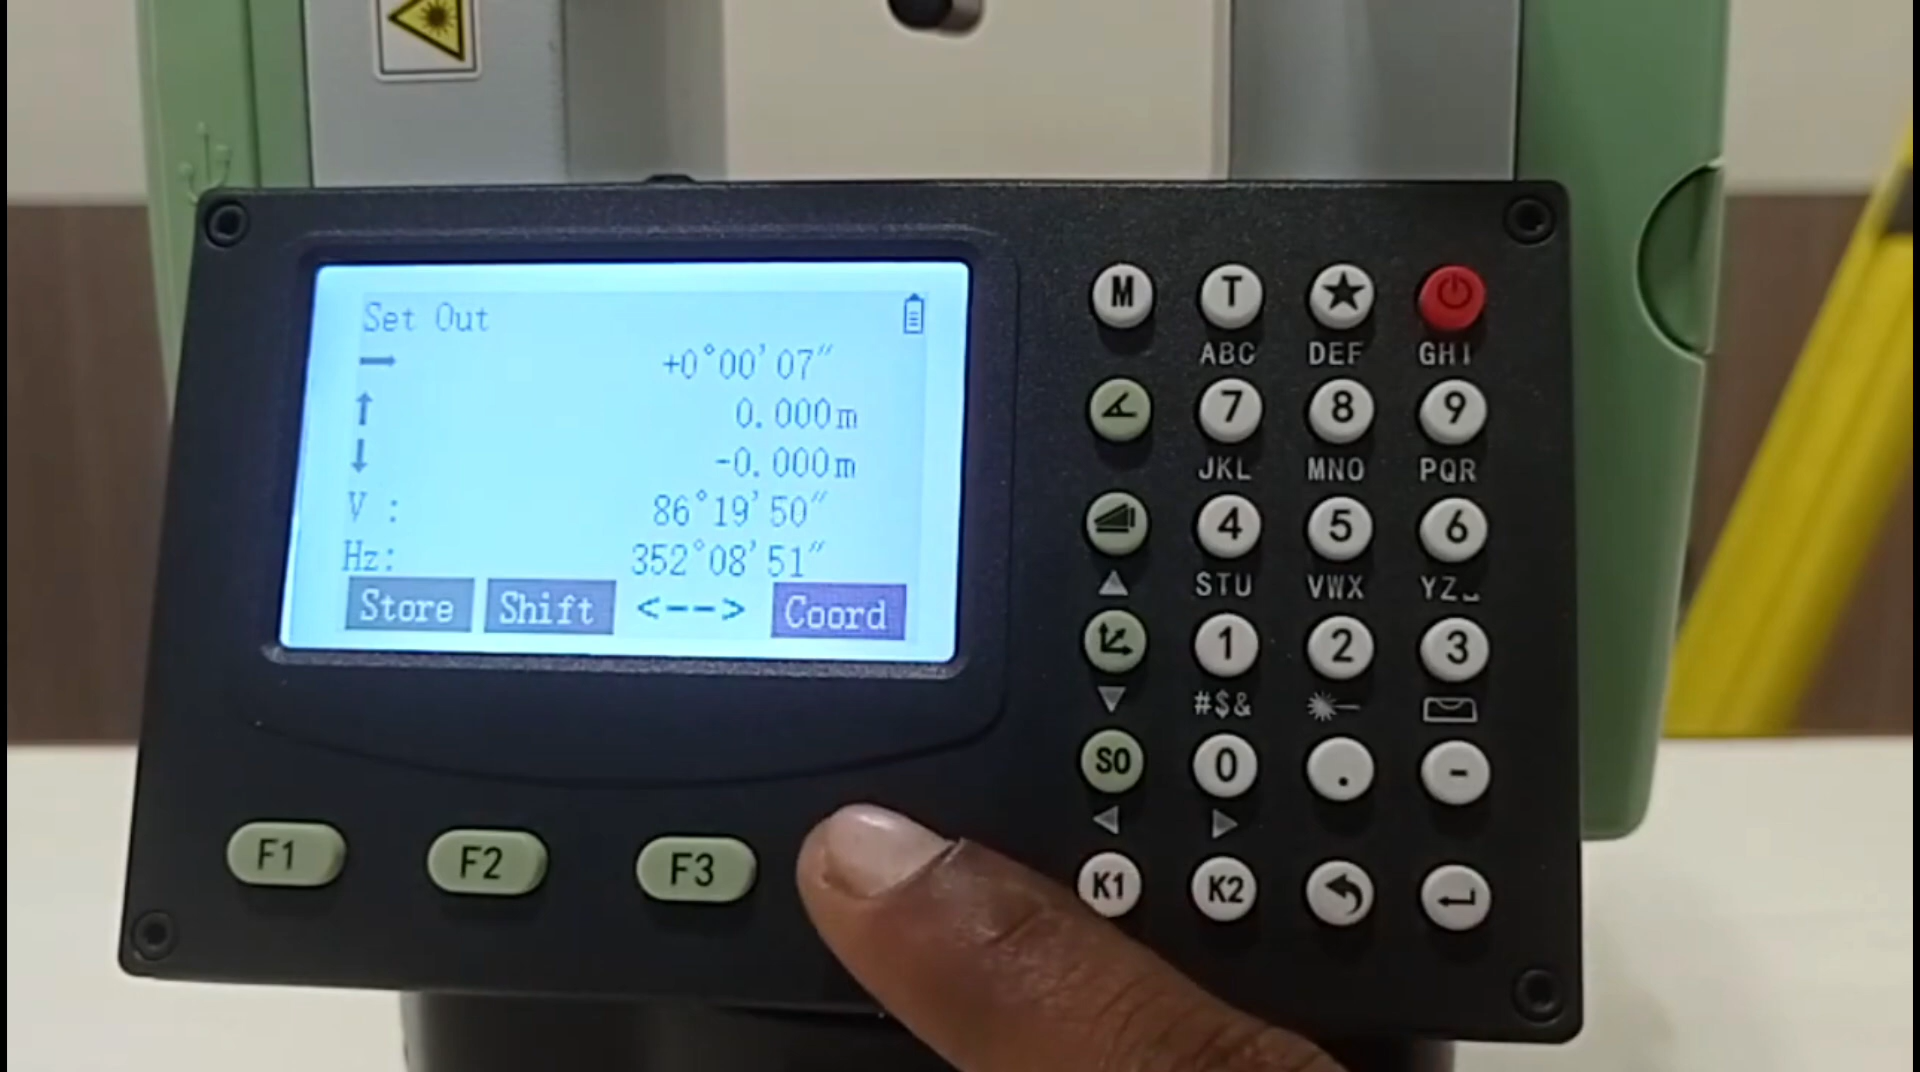 Set Out
→ +0°00'07"
↑ 0.000m
↓ -0.000m
V : 86°19'50"
Hz: 352°08'51"
Store Shift <--> Coord
F1 F2 F3
M T ★
ABC DEF GHI
7 8 9
JKL MNO PQR
4 5 6
▲ STU VWX YZ_
1 2 3
▼ #$&
S0 0 . -
◀ ▶
K1 K2